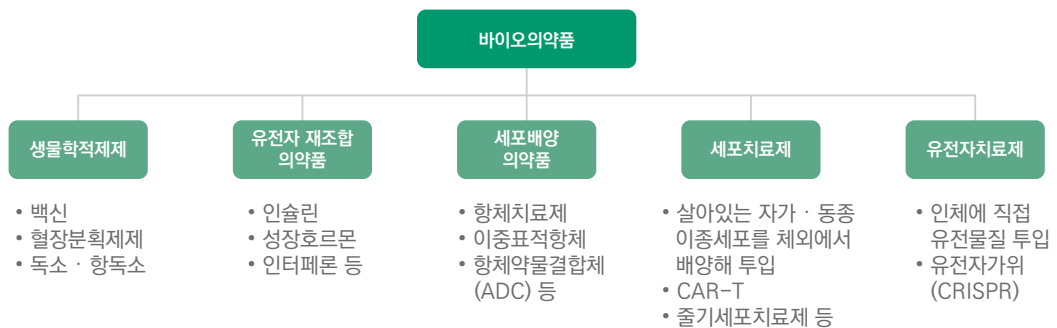 바이오의약품
생물학적제제
• 백신
• 혈장분획제제
• 독소 · 항독소
유전자 재조합
의약품
• 인슐린
• 성장호르몬
• 인터페론 등
세포배양
의약품
• 항체치료제
• 이중표적항체
• 항체약물결합체
(ADC) 등
세포치료제
• 살아있는 자가 · 동종
이종세포를 체외에서
배양해 투입
• CAR-T
• 줄기세포치료제 등
유전자치료제
• 인체에 직접
유전물질 투입
• 유전자가위
(CRISPR)